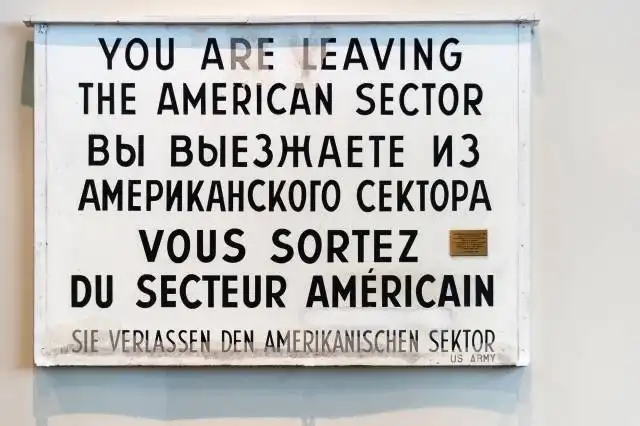 YOU ARE LEAVING
THE AMERICAN SECTOR
ВЫ ВЫЕЗЖАЕТЕ ИЗ
АМЕРИКАНСКОГО СЕКТОРА
VOUS SORTEZ
DU SECTEUR AMÉRICAIN
SIE VERLASSEN DEN AMERIKANISCHEN SEKTOR
US ARMY